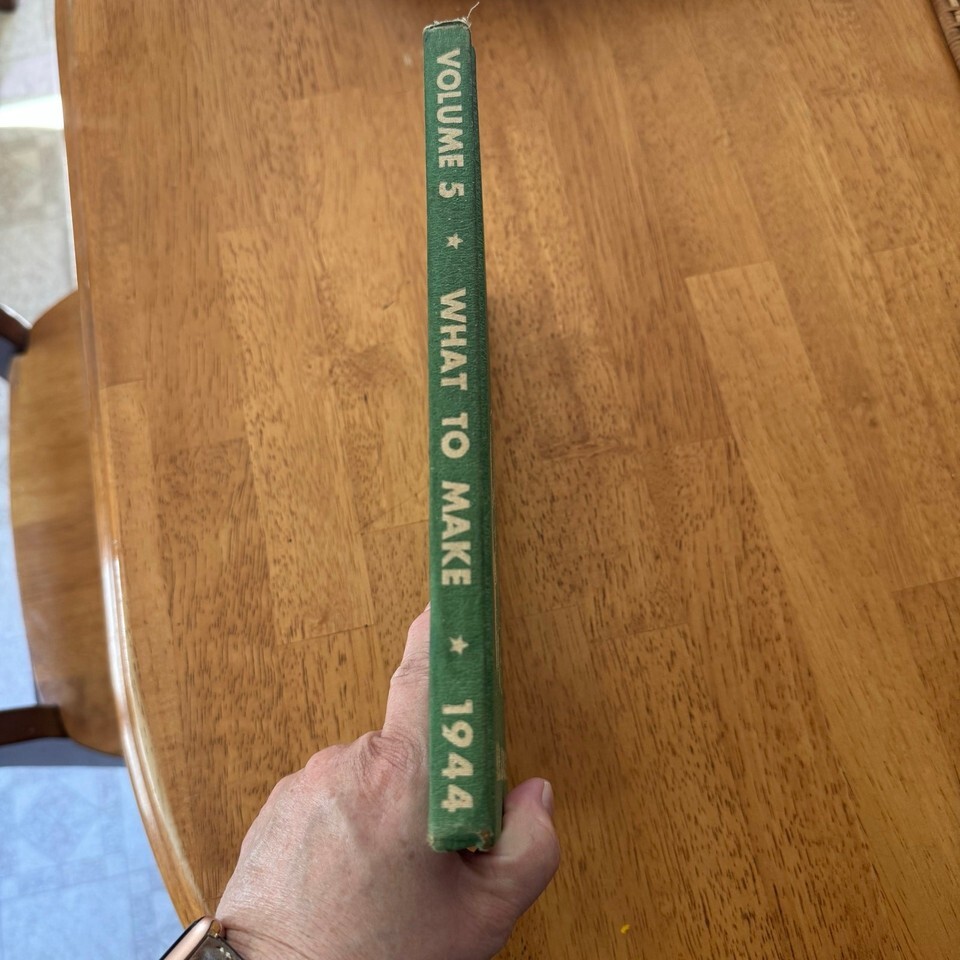 VOLUME 5 ★ WHAT TO MAKE ★ 1944